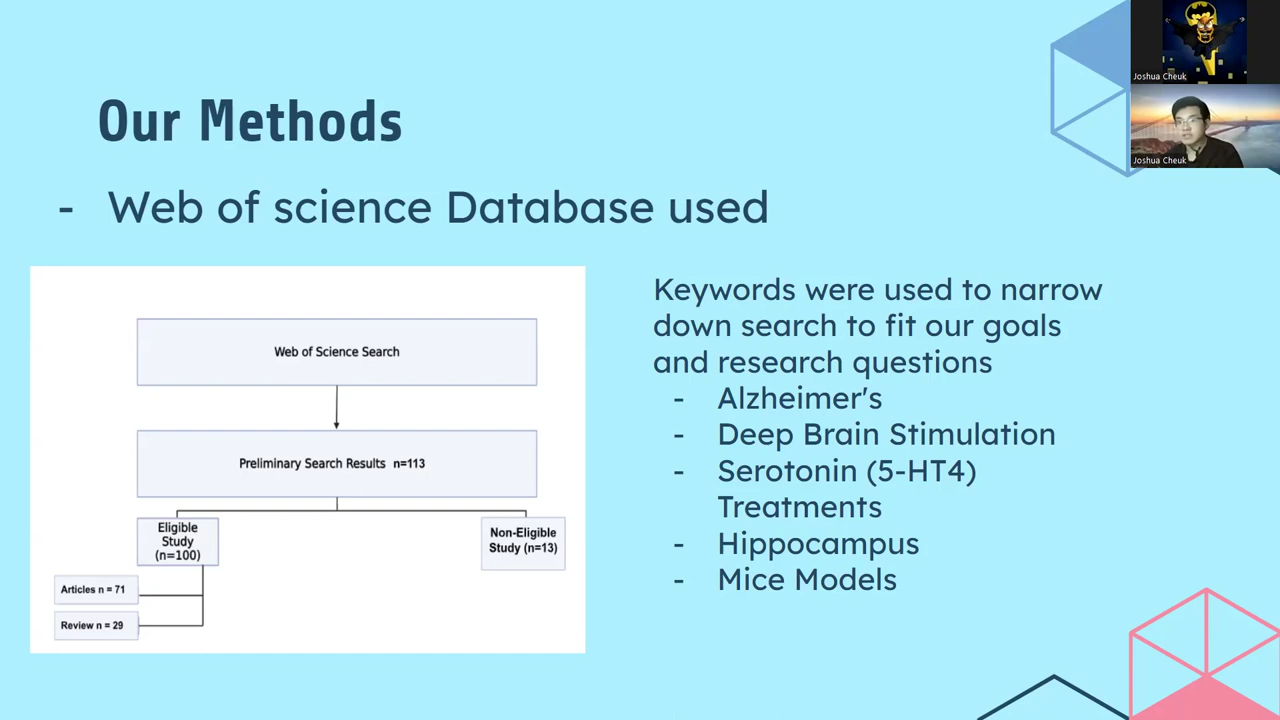 Our Methods
- Web of science Database used
Web of Science Search
Preliminary Search Results n=113
Eligible
Study
(n=100)
Non-Eligible
Study (n=13)
Articles n = 71
Review n = 29
Keywords were used to narrow
down search to fit our goals
and research questions
- Alzheimer's
- Deep Brain Stimulation
- Serotonin (5-HT4)
Treatments
- Hippocampus
- Mice Models
Joshua Cheuk
Joshua Cheuk